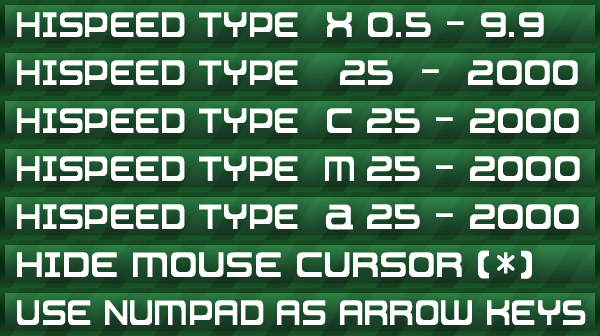 HISPEED TYPE X 0.5 - 9.9
HISPEED TYPE 25 - 2000
HISPEED TYPE C 25 - 2000
HISPEED TYPE M 25 - 2000
HISPEED TYPE a 25 - 2000
HIDE MOUSE CURSOR (*)
USE NUMPAD AS ARROW KEYS